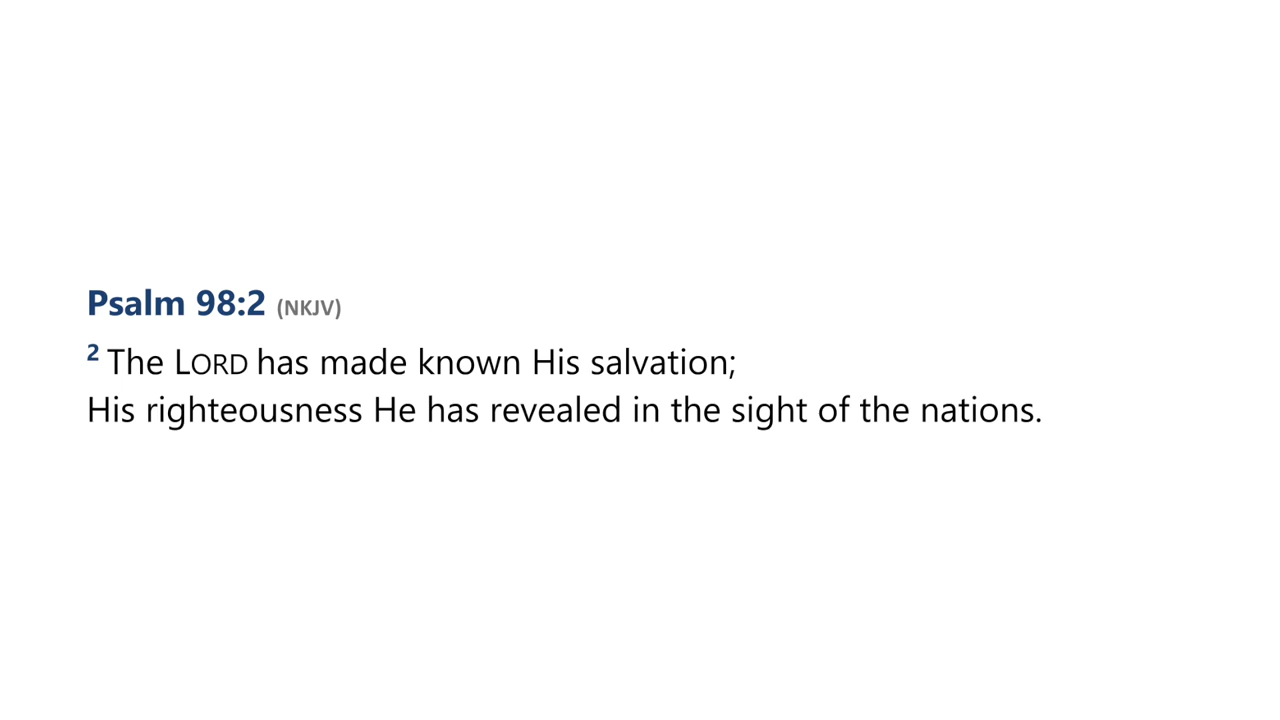 Psalm 98:2 (NKJV)
2 The LORD has made known His salvation;
His righteousness He has revealed in the sight of the nations.